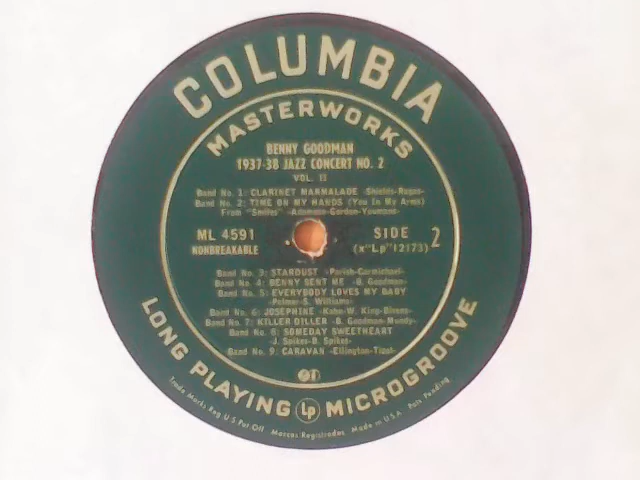 COLUMBIA
MASTERWORKS
BENNY GOODMAN
1937-38 JAZZ CONCERT NO. 2
VOL. II
Band No. 1: CLARINET MARMALADE -Shields-Ragas-
Band No. 2: TIME ON MY HANDS (You In My Arms)
From "Smiles" -Adamson-Gordon-Youmans-
ML 4591
NONBREAKABLE
SIDE 2
(x"Lp"12173)
Band No. 3: STARDUST -Parish-Carmichael-
Band No. 4: BENNY SENT ME -B. Goodman-
Band No. 5: EVERYBODY LOVES MY BABY
-Palmer-S. Williams-
Band No. 6: JOSEPHINE -Kahn-W. King-Bivens-
Band No. 7: KILLER DILLER -B. Goodman-Mundy-
Band No. 8: SOMEDAY SWEETHEART
-J. Spikes-B. Spikes-
Band No. 9: CARAVAN -Ellington-Tizol-
LONG PLAYING Lp MICROGROOVE
Trade Marks Reg U S Pat Off Marcas Registradas Made in U.S.A. Pats Pending